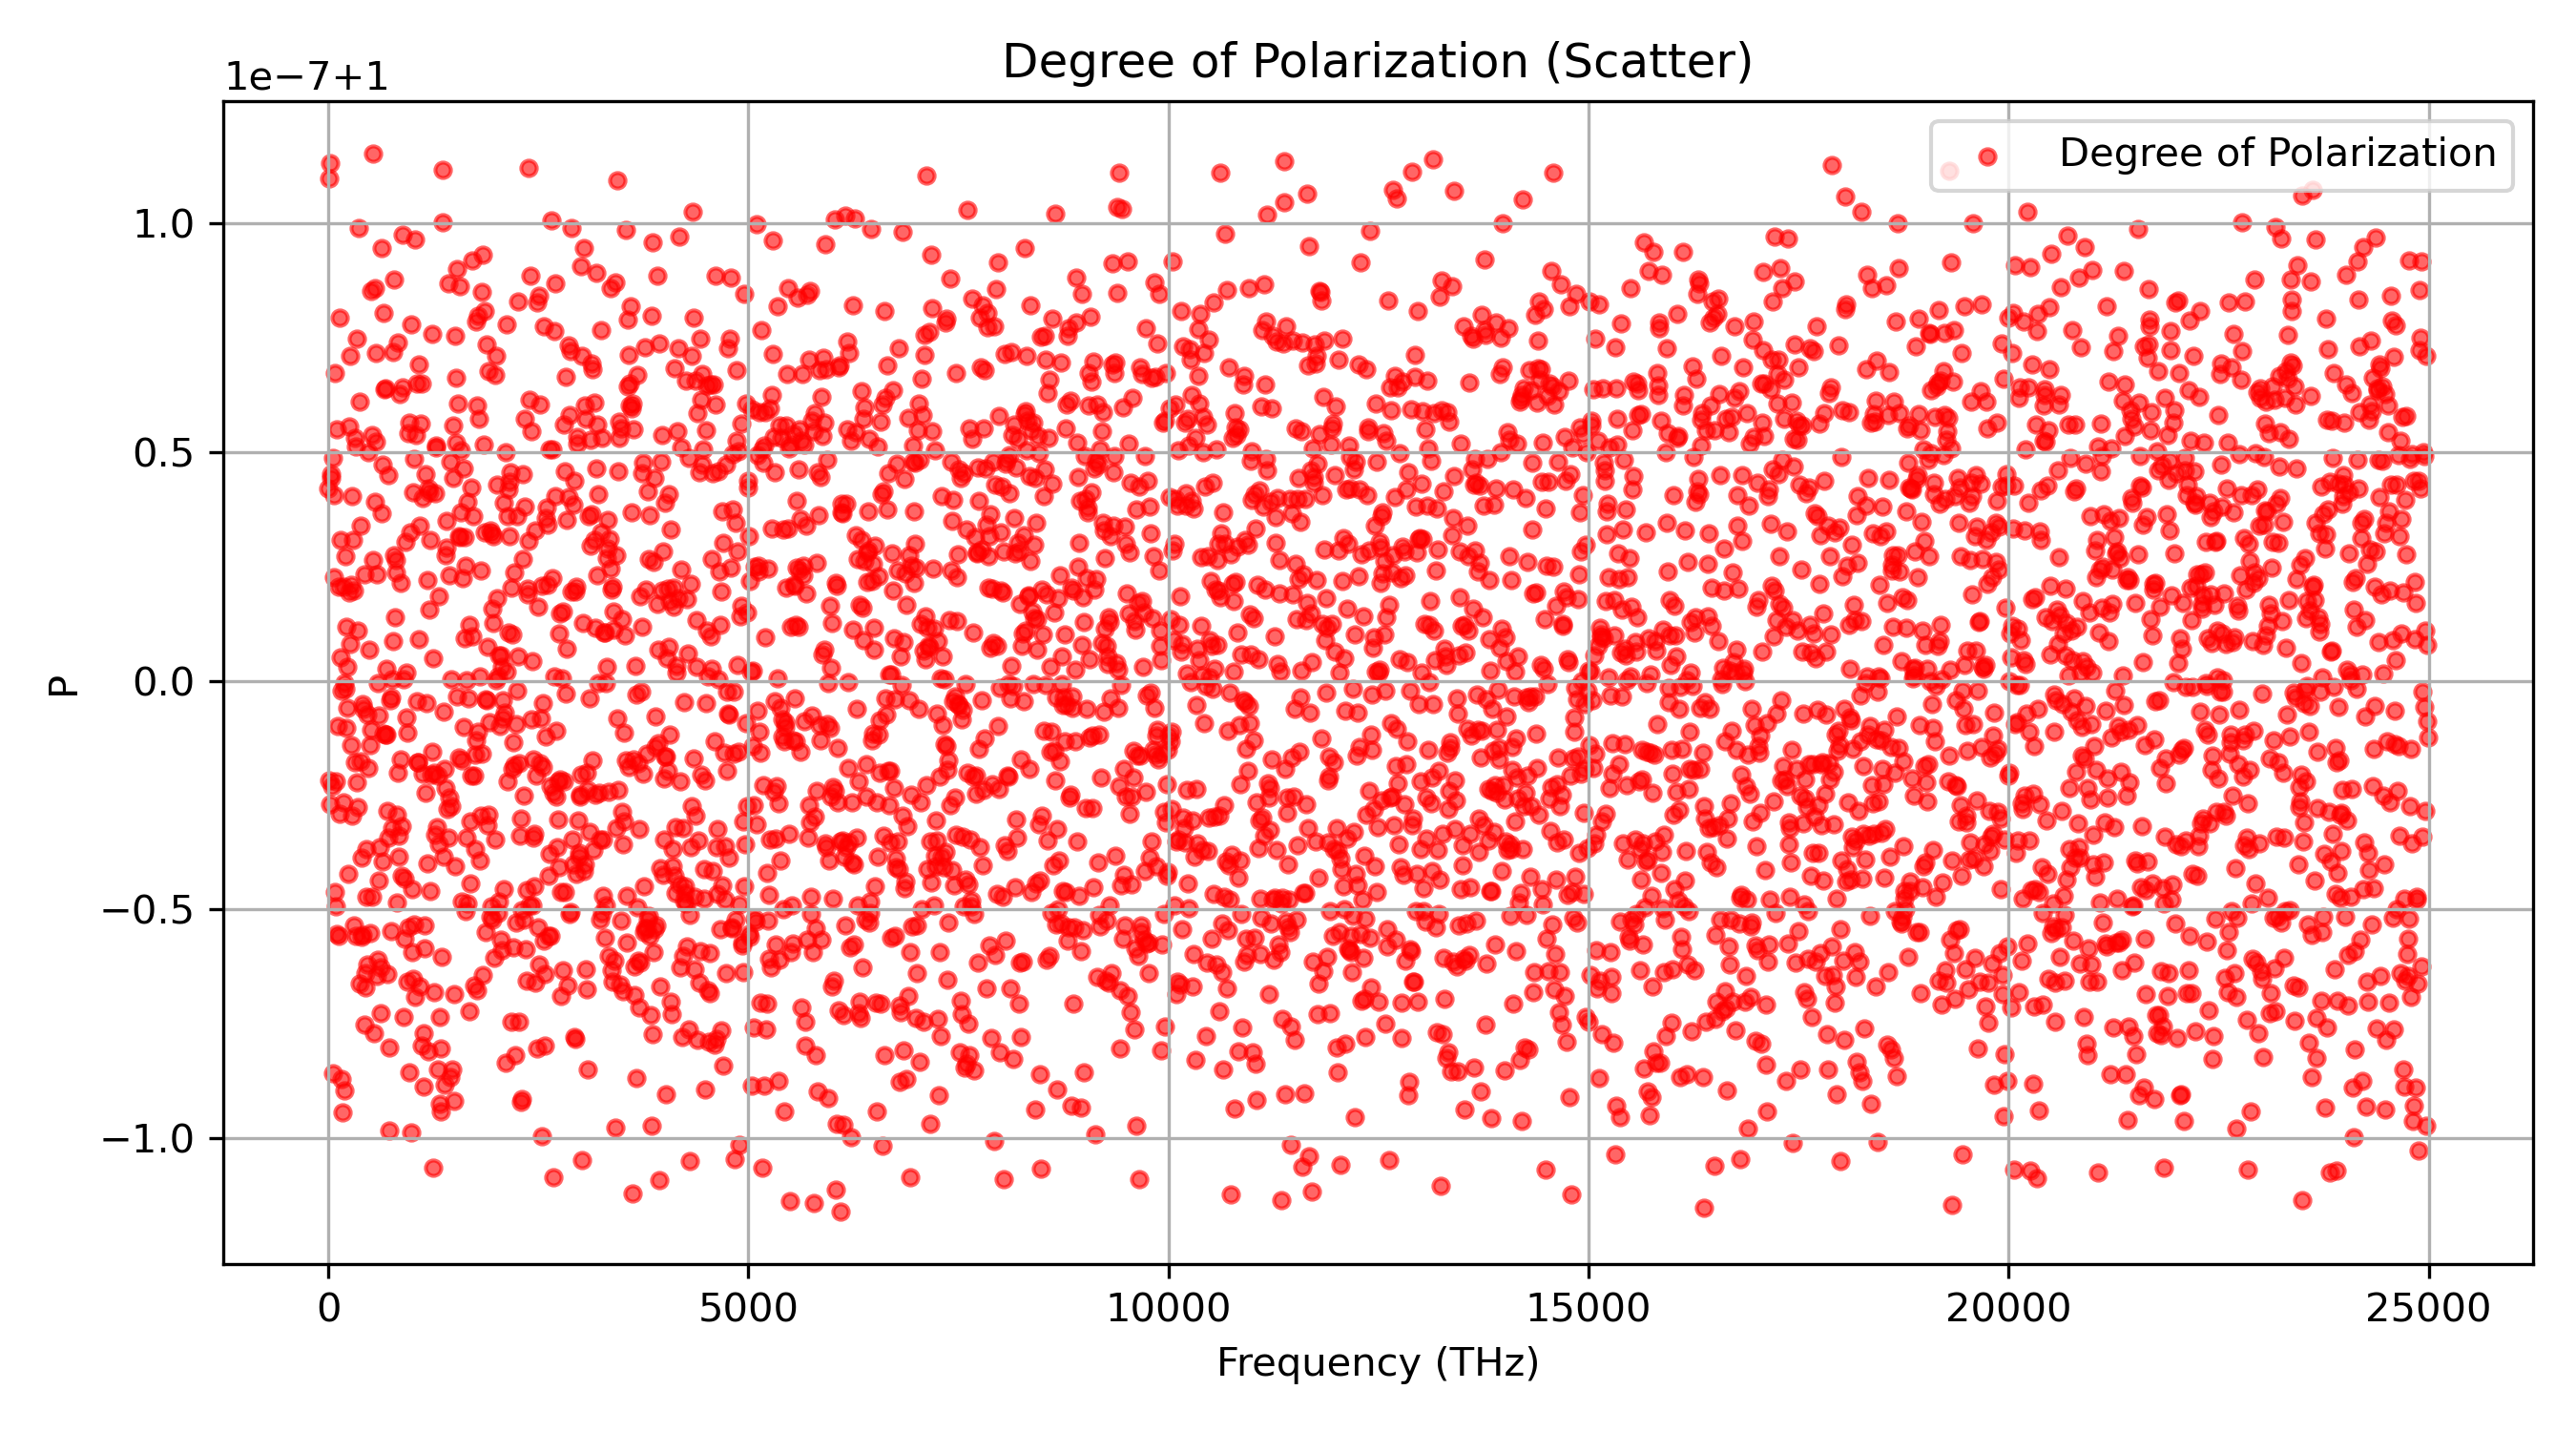 Degree of Polarization (Scatter)
1e−7+1
Degree of Polarization
1.0
0.5
0.0
−0.5
−1.0
P
0 5000 10000 15000 20000 25000
Frequency (THz)